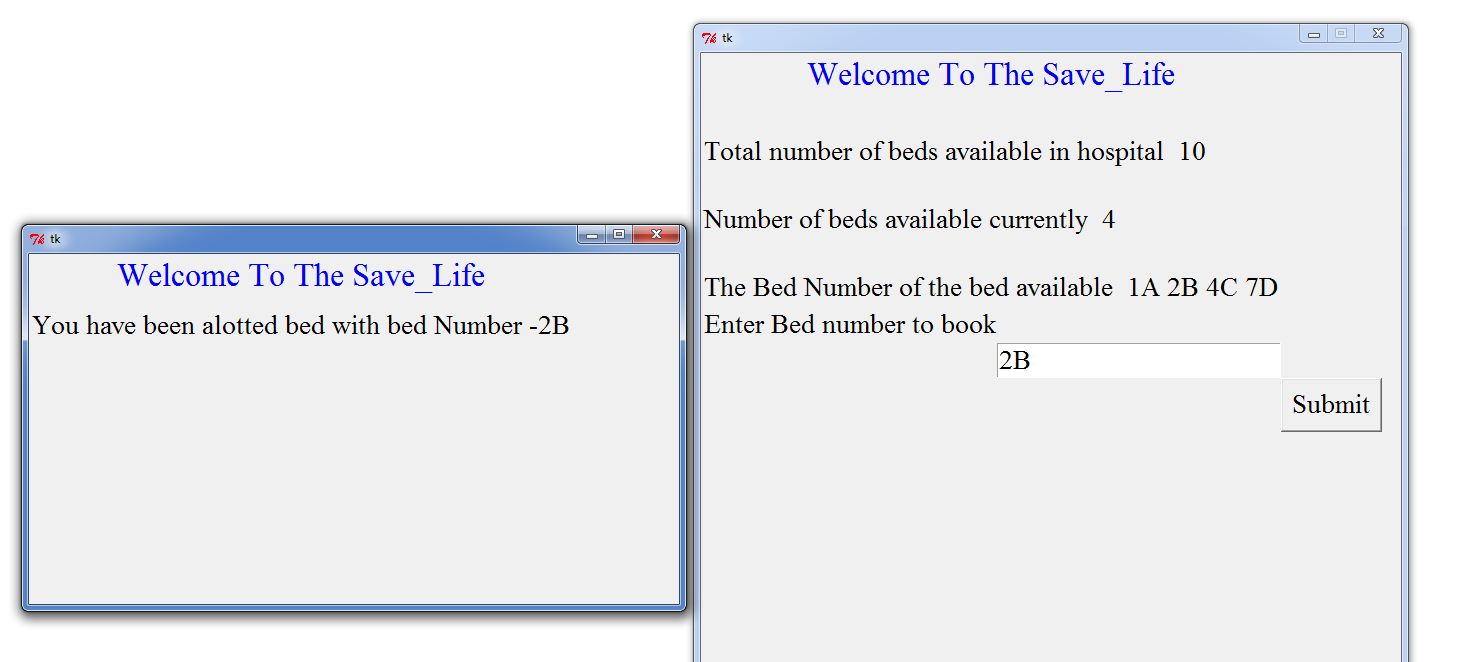 tk
Welcome To The Save_Life
You have been alotted bed with bed Number -2B
tk
Welcome To The Save_Life
Total number of beds available in hospital 10
Number of beds available currently 4
The Bed Number of the bed available 1A 2B 4C 7D
Enter Bed number to book
2B
Submit